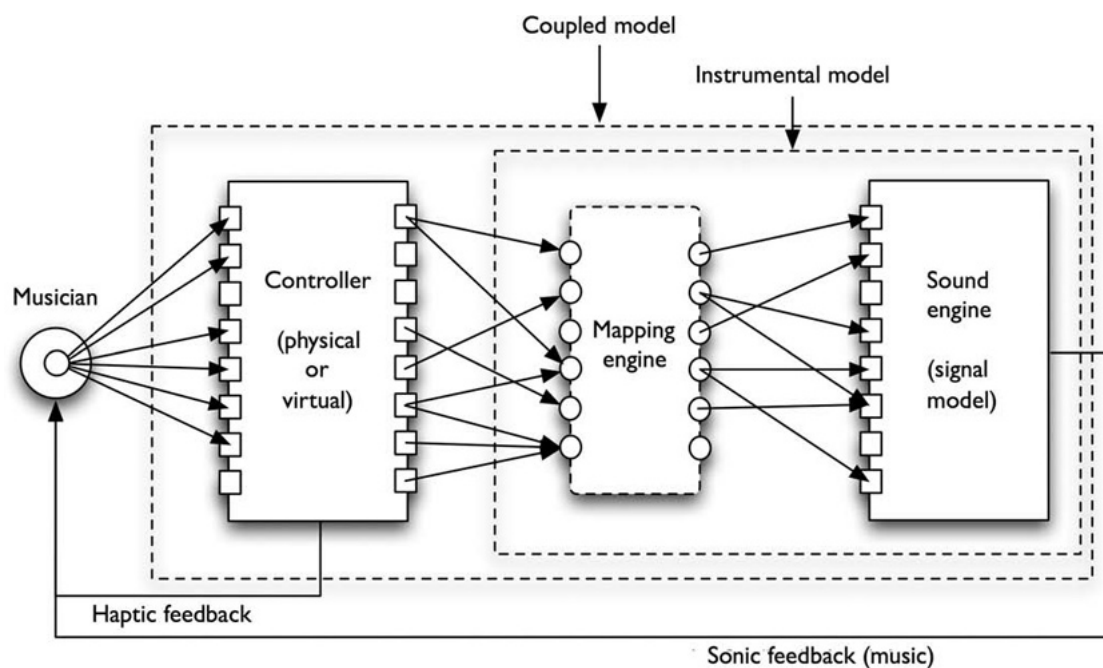 Coupled model
Instrumental model
Musician
Controller
(physical
or
virtual)
Mapping
engine
Sound
engine
(signal
model)
Haptic feedback
Sonic feedback (music)